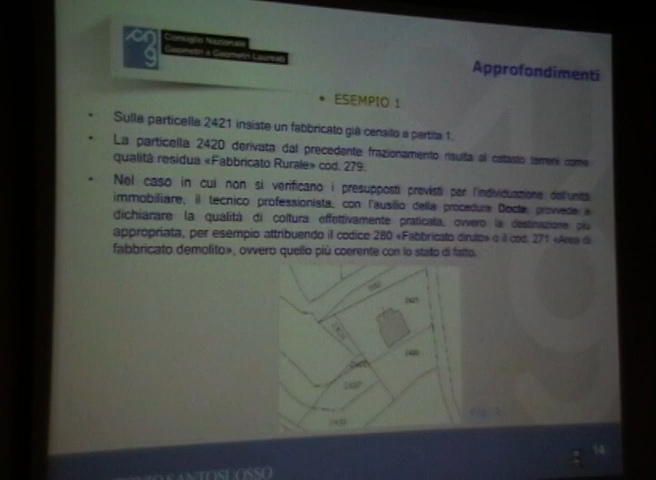 Consiglio Nazionale
Geometri e Geometri Laureati
Approfondimenti
• ESEMPIO 1
• Sulla particella 2421 insiste un fabbricato già censito a partita 1.
• La particella 2420 derivata dal precedente frazionamento risulta al catasto terreni come
qualità residua «Fabbricato Rurale» cod. 279.
• Nel caso in cui non si verificano i presupposti previsti per l'individuazione dell'unità
immobiliare, il tecnico professionista, con l'ausilio della procedura Docte, provvede a
dichiarare la qualità di coltura effettivamente praticata, ovvero la destinazione più
appropriata, per esempio attribuendo il codice 280 «Fabbricato diruto» o il cod. 271 «Area di
fabbricato demolito», ovvero quello più coerente con lo stato di fatto.
2421
2420
14
SANTOSUOSSO